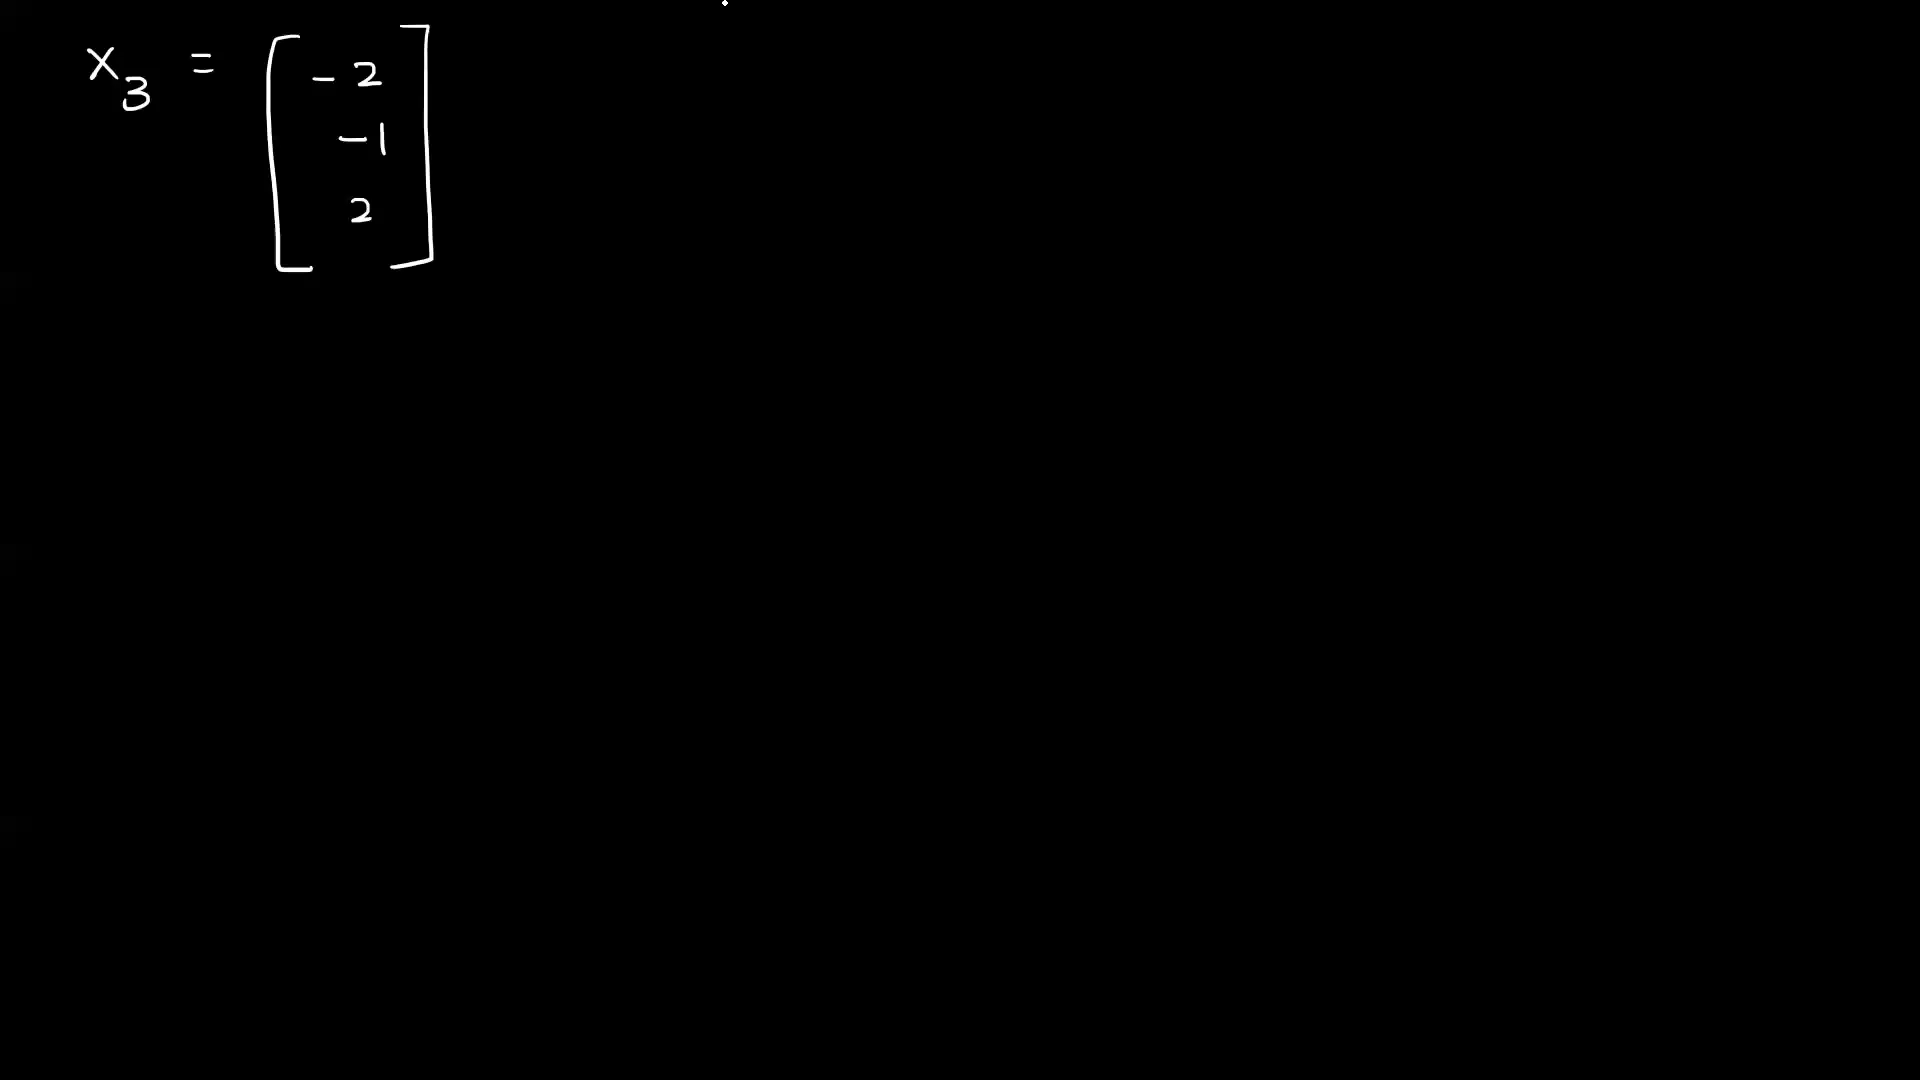 x₃ = [ -2
-1
2 ]